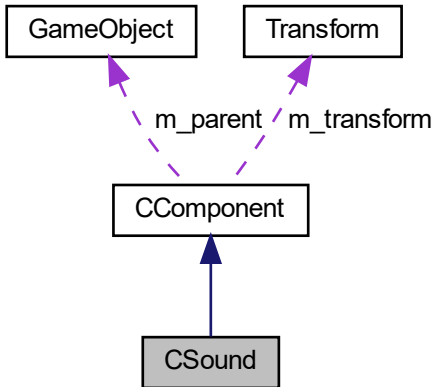 GameObject
Transform
m_parent
m_transform
CComponent
CSound